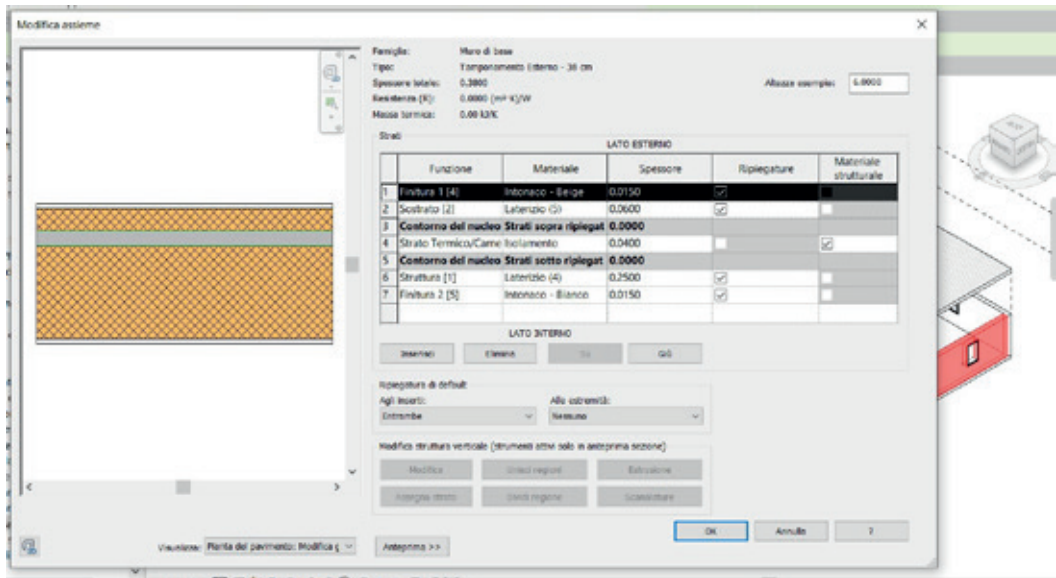 Modifica assieme
Famiglia: Muro di base
Tipo: Tamponamento Esterno - 38 cm
Spessore totale: 0.3800
Resistenza (R): 0.0000 (m²·K)/W
Massa termica: 0.00 kJ/K
Altezza esempio: 6.0000
Strati
LATO ESTERNO
Funzione Materiale Spessore Ripiegature Materiale strutturale
1 Finitura 1 [4] Intonaco - Beige 0.0150
2 Sostrato [2] Laterizio (5) 0.0600
3 Contorno del nucleo Strati sopra ripiegat 0.0000
4 Strato Termico/Came Isolamento 0.0400
5 Contorno del nucleo Strati sotto ripiegat 0.0000
6 Struttura [1] Laterizio (4) 0.2500
7 Finitura 2 [5] Intonaco - Bianco 0.0150
LATO INTERNO
Inserisci Elimina Su Giù
Ripiegatura di default
Agli inserti: Alle estremità:
Entrambe Nessuno
Modifica struttura verticale (strumenti attivi solo in anteprima sezione)
Modifica Unisci regioni Estrusione
Assegna strato Dividi regione Scanalature
OK Annulla ?
Visualizza: Pianta del pavimento: Modifica g Anteprima >>